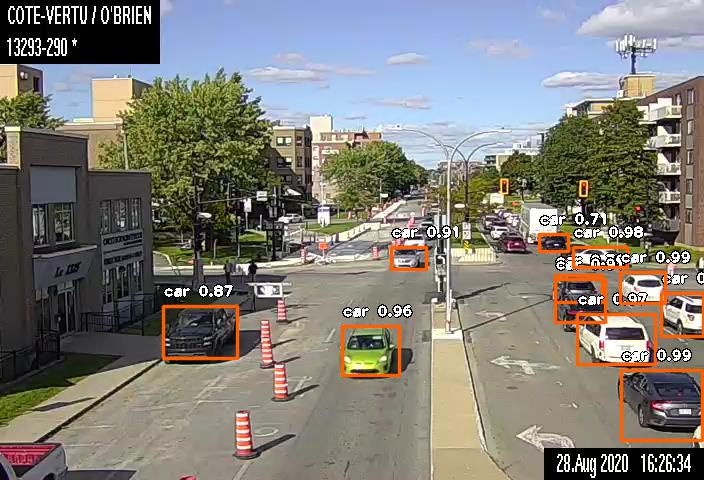 COTE-VERTU / O'BRIEN
13293-290 *
car 0.71
car 0.91
car 0.98
car 0.99
car 0.87
car 0.97
car 0.96
car 0.99
28.Aug 2020 16:26:34